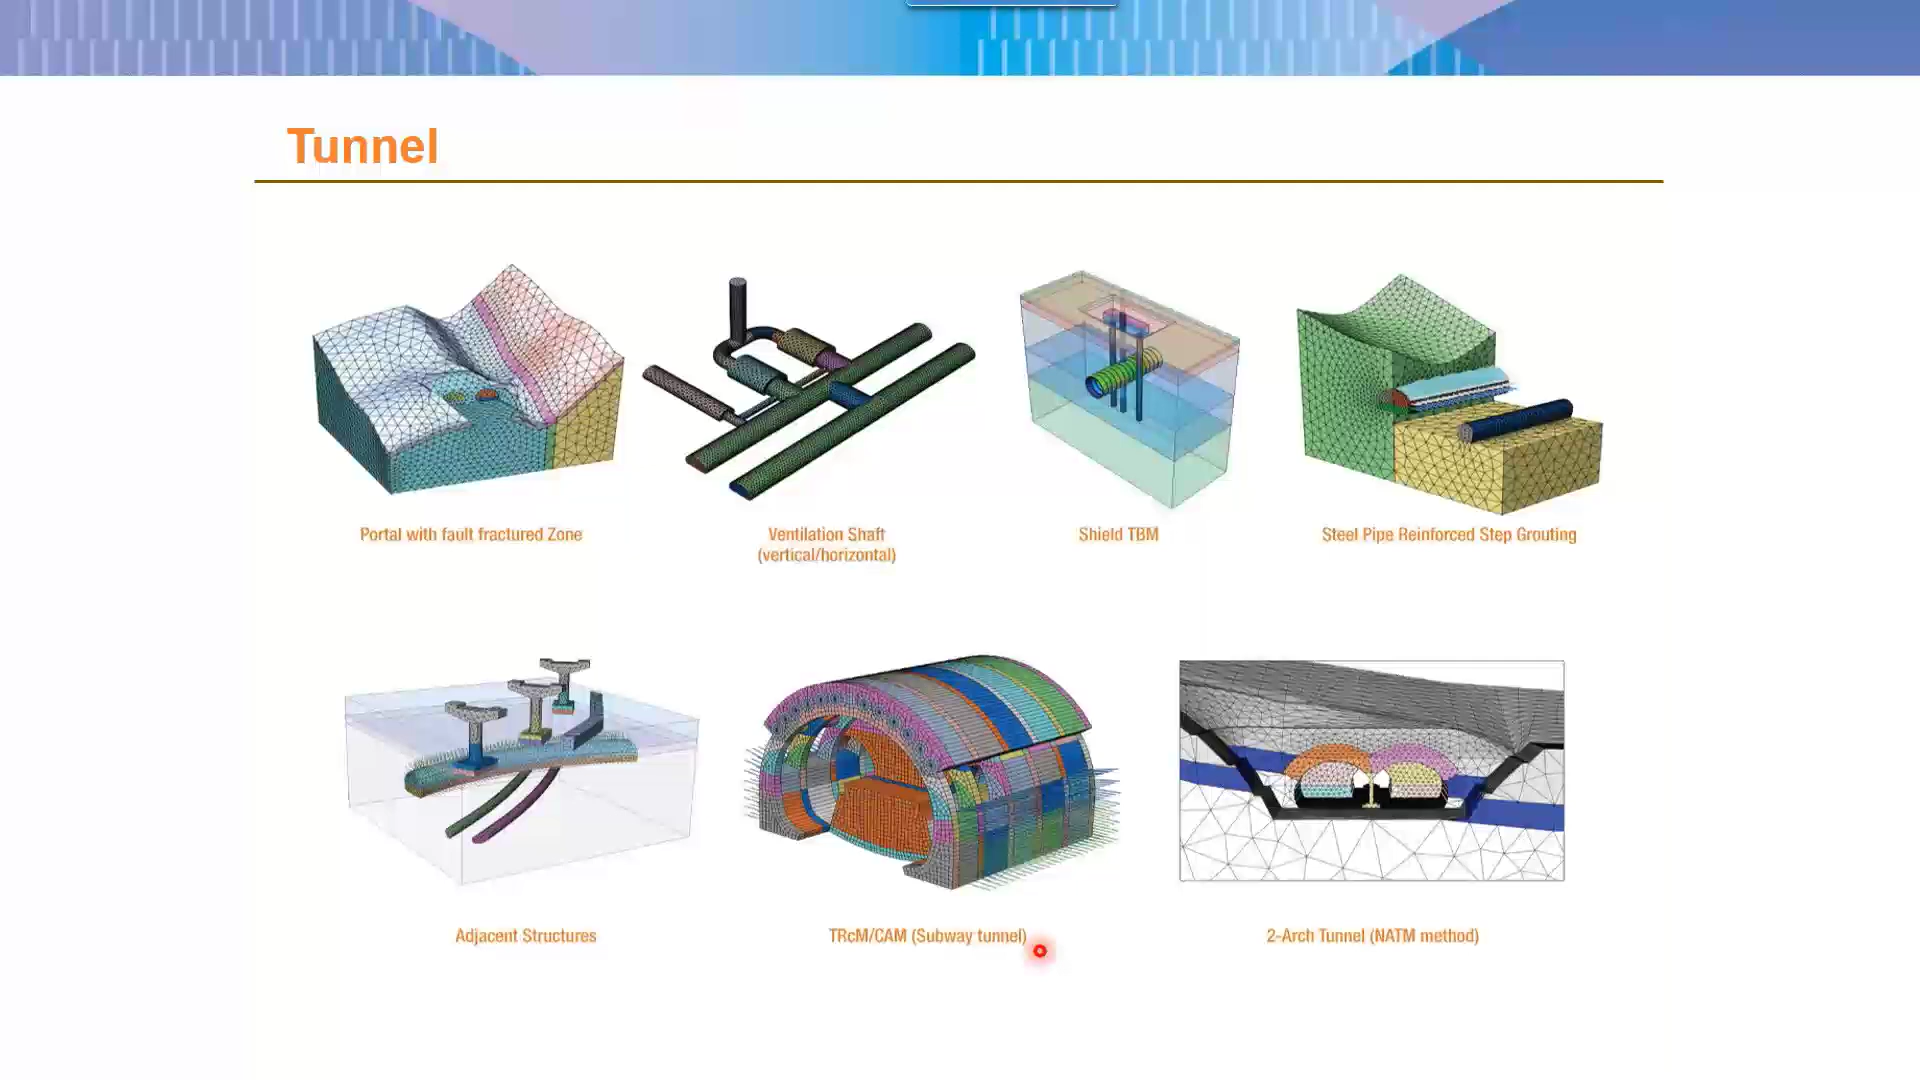 Tunnel
Portal with fault fractured Zone
Ventilation Shaft
(vertical/horizontal)
Shield TBM
Steel Pipe Reinforced Step Grouting
Adjacent Structures
TRcM/CAM (Subway tunnel)
2-Arch Tunnel (NATM method)